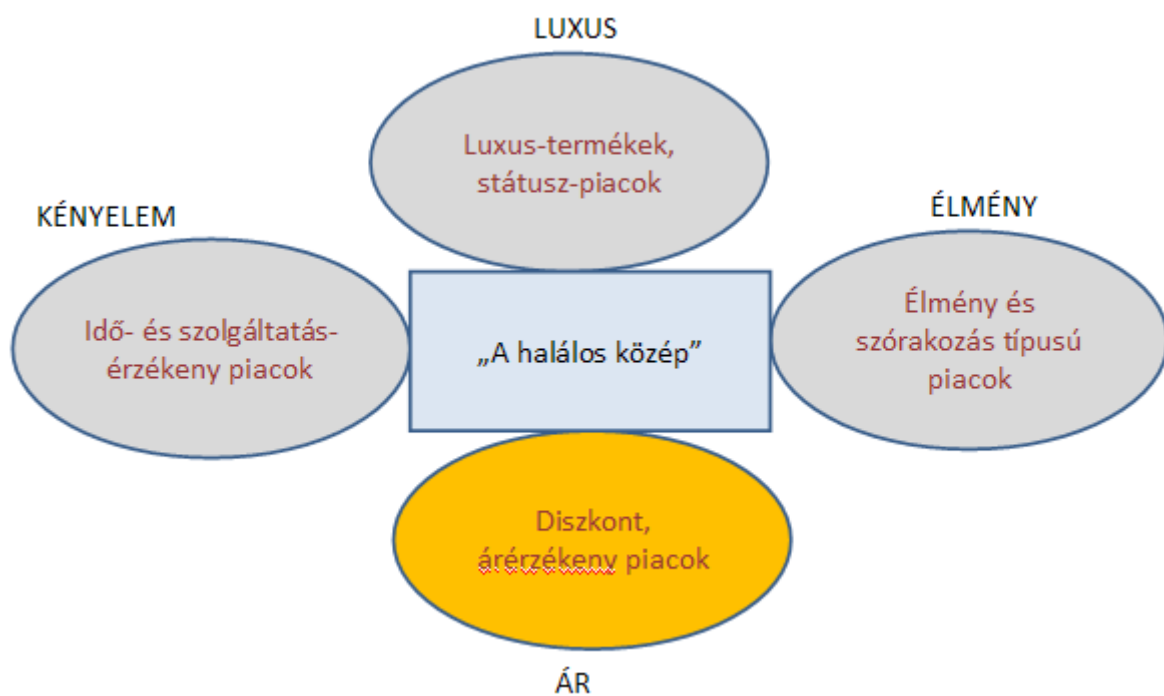 LUXUS
Luxus-termékek,
státusz-piacok
KÉNYELEM
Idő- és szolgáltatás-
érzékeny piacok
„A halálos közép”
ÉLMÉNY
Élmény és
szórakozás típusú
piacok
Diszkont,
árérzékeny piacok
ÁR